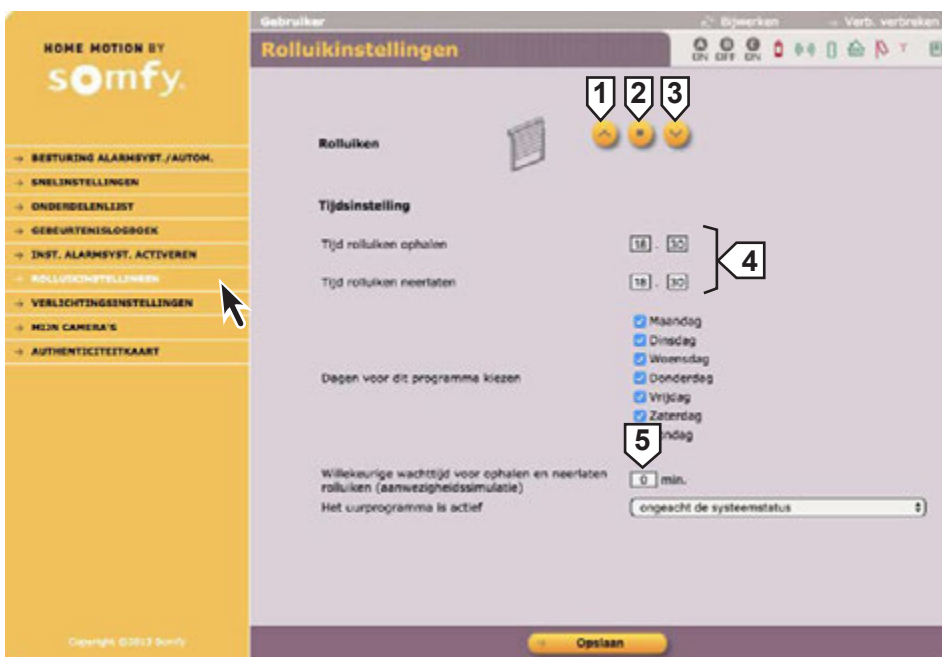 Gebruiker
Bijwerken
Verb. verbreken
HOME MOTION BY
somfy.
Rolluikinstellingen
ON OFF ON
1 2 3
Rolluiken
BESTURING ALARMSYST./AUTOM.
SNELINSTELLINGEN
ONDERDELENLIJST
GEBEURTENISLOGBOEK
INST. ALARMSYST. ACTIVEREN
ROLLUIKINSTELLINGEN
VERLICHTINGSINSTELLINGEN
MIJN CAMERA'S
AUTHENTICITEITKAART
Tijdsinstelling
Tijd rolluiken ophalen
18 . 30
4
Tijd rolluiken neerlaten
18 . 30
Dagen voor dit programma kiezen
Maandag
Dinsdag
Woensdag
Donderdag
Vrijdag
Zaterdag
ndag
5
Willekeurige wachttijd voor ophalen en neerlaten
rolluiken (aanwezigheidssimulatie)
0 min.
Het uurprogramma is actief
ongeacht de systeemstatus
Copyright ©2013 Somfy
Opslaan